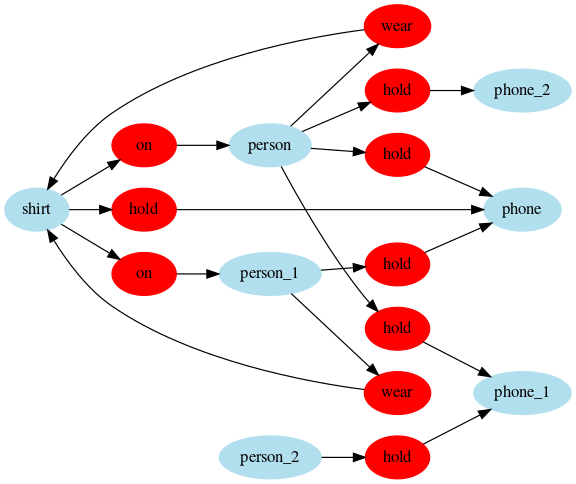 wear
hold
phone_2
on
person
hold
shirt
hold
phone
on
person_1
hold
hold
wear
phone_1
person_2
hold